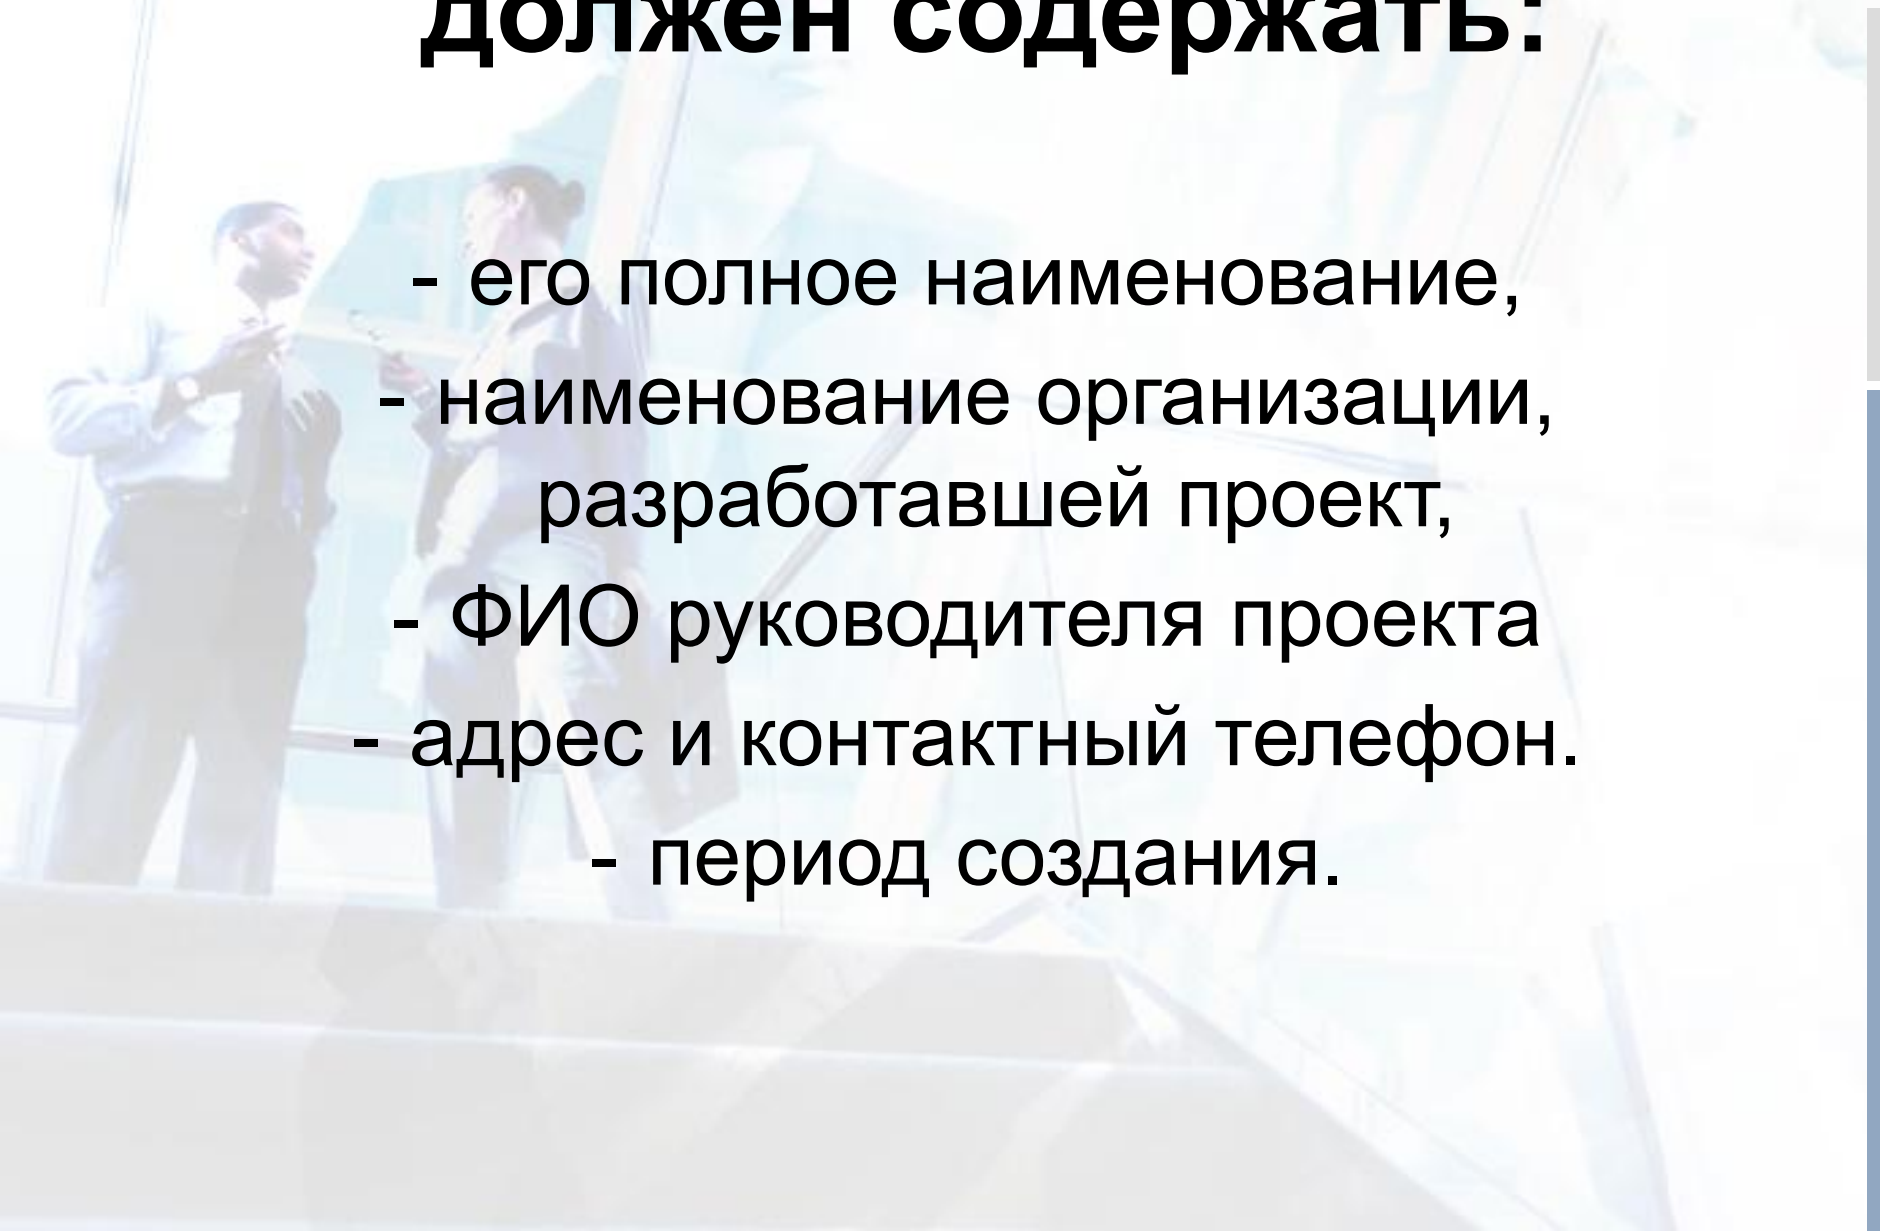 должен содержать:
- его полное наименование,
- наименование организации,
разработавшей проект,
- ФИО руководителя проекта
- адрес и контактный телефон.
- период создания.